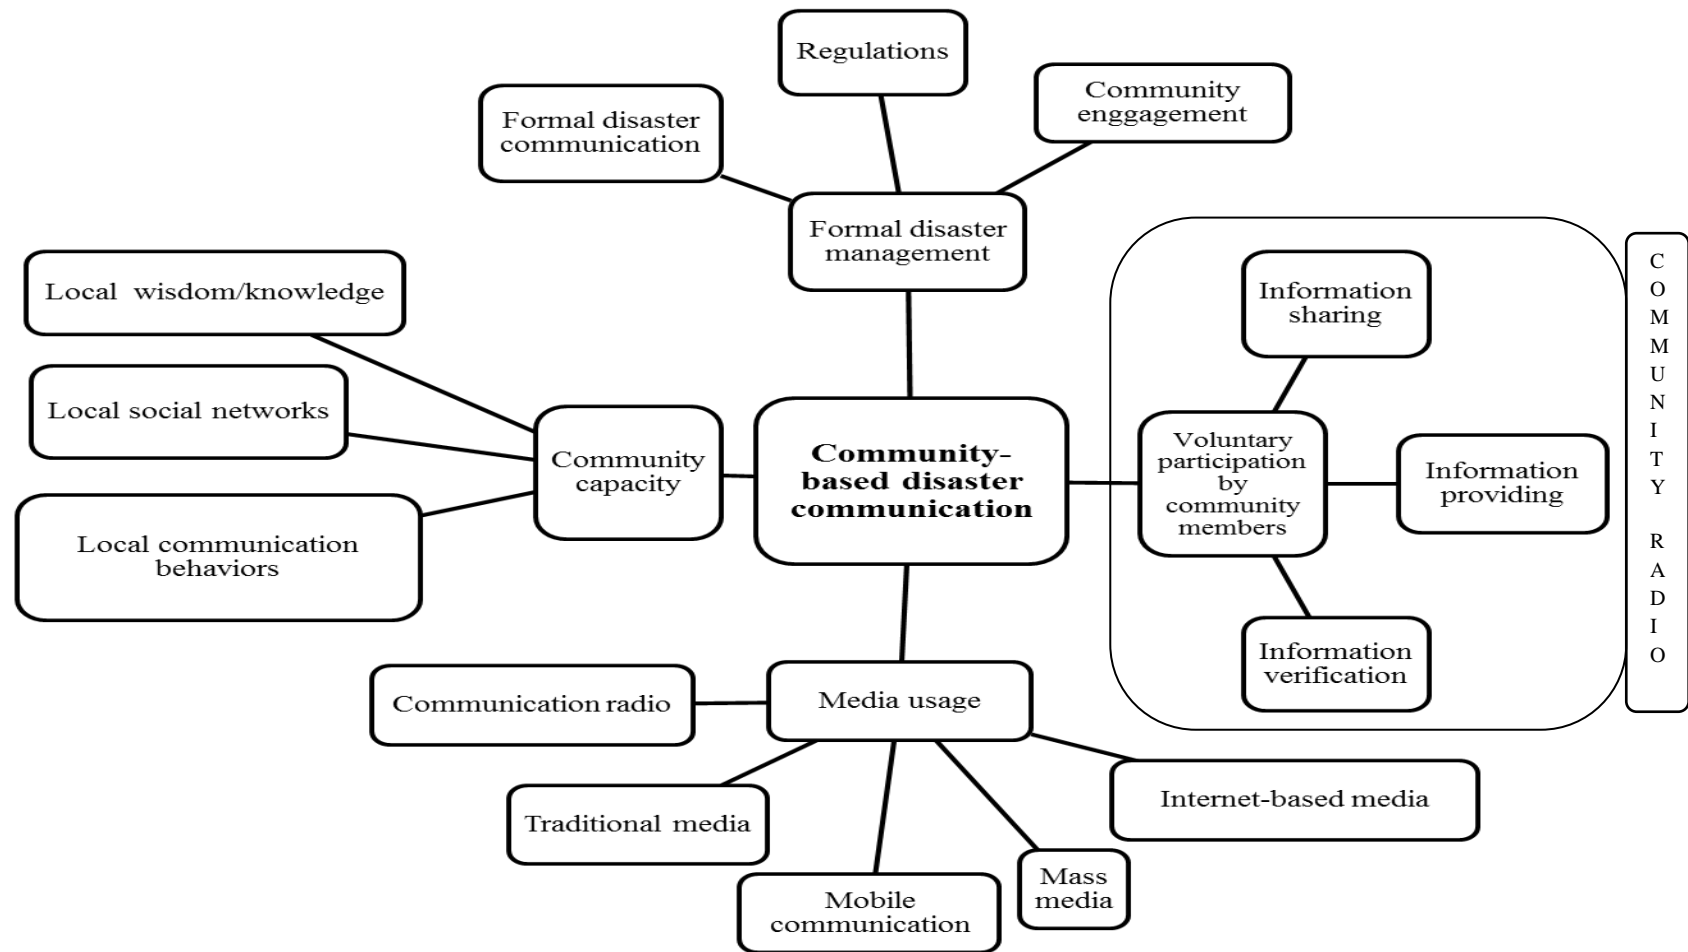 Regulations
Community
enggagement
Formal disaster
communication
Formal disaster
management
Local wisdom/knowledge
Local social networks
Local communication
behaviors
Community
capacity
Community-
based disaster
communication
Voluntary
participation
by
community
members
Information
sharing
Information
providing
Information
verification
COMMUNITY RADIO
Media usage
Communication radio
Traditional media
Mobile
communication
Mass
media
Internet-based media